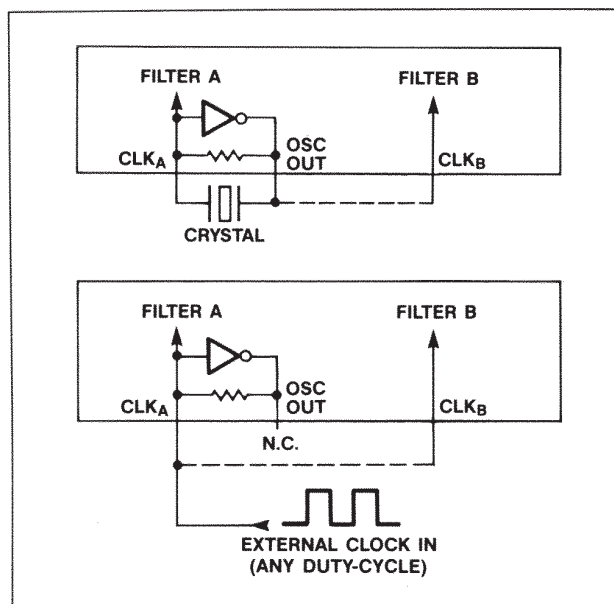 FILTER A
FILTER B
CLKA
OSC
OUT
CLKB
CRYSTAL
FILTER A
FILTER B
CLKA
OSC
OUT
CLKB
N.C.
EXTERNAL CLOCK IN
(ANY DUTY-CYCLE)